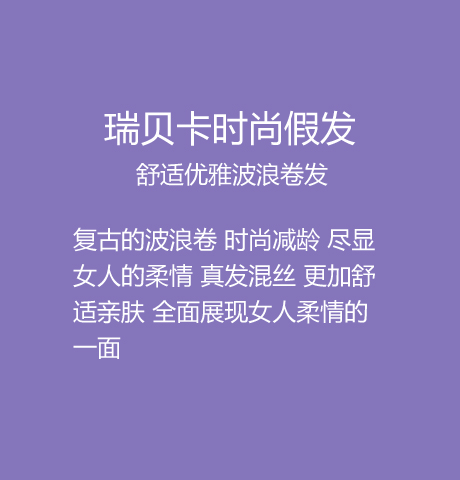 瑞贝卡时尚假发
舒适优雅波浪卷发
复古的波浪卷 时尚减龄 尽显
女人的柔情 真发混丝 更加舒
适亲肤 全面展现女人柔情的
一面